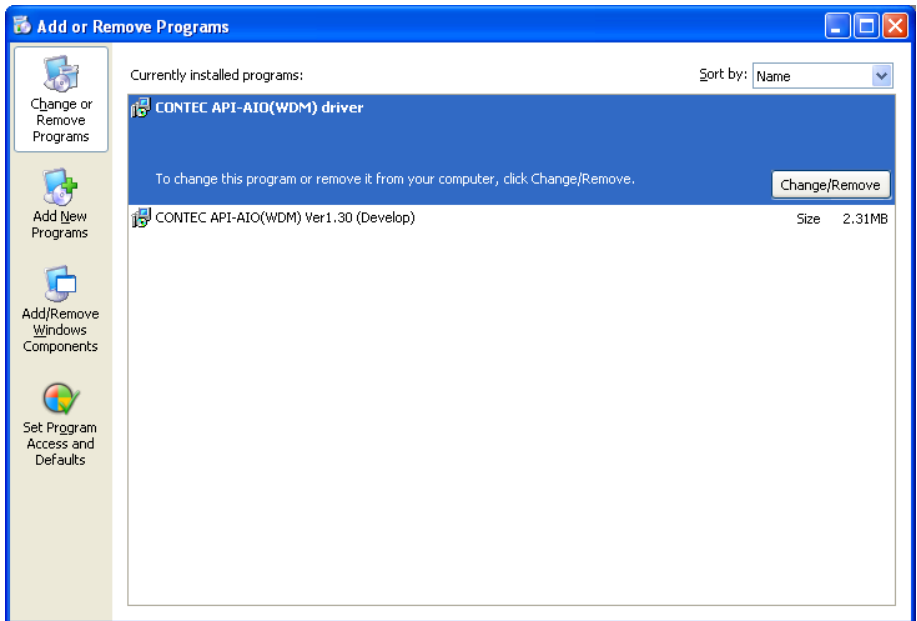 Add or Remove Programs
Change or
Remove
Programs
Add New
Programs
Add/Remove
Windows
Components
Set Program
Access and
Defaults
Currently installed programs:
Sort by: Name
CONTEC API-AIO(WDM) driver
To change this program or remove it from your computer, click Change/Remove.
Change/Remove
CONTEC API-AIO(WDM) Ver1.30 (Develop) Size 2.31MB